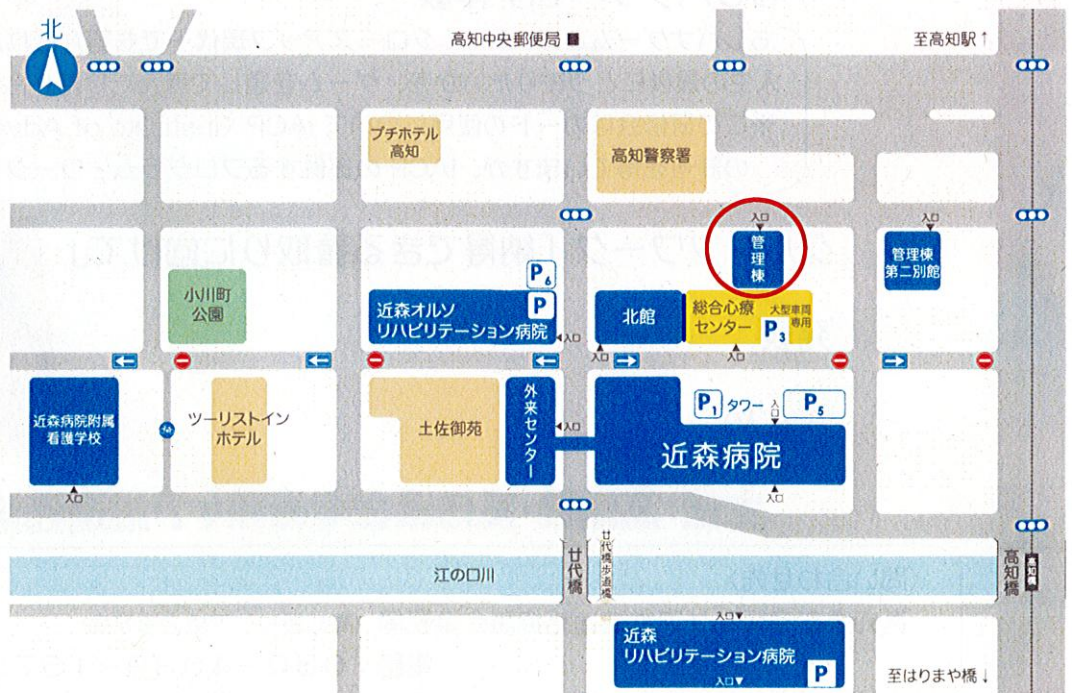 北
高知中央郵便局
至高知駅↑
プチホテル
高知
高知警察署
入口
管理棟
入口
管理棟
第二別館
小川町
公園
P6
P
近森オルソ
リハビリテーション病院
入口
北館
入口
総合心療
センター
大型車両
専用
P3
入口
近森病院附属
看護学校
入口
ツーリストイン
ホテル
土佐御苑
外来センター
入口
P1
タワー
入口
P5
近森病院
入口
江の口川
廿代橋
廿代橋歩道橋
高知橋
高知橋
入口▼
近森
リハビリテーション病院
入口▼
P
至はりまや橋↓